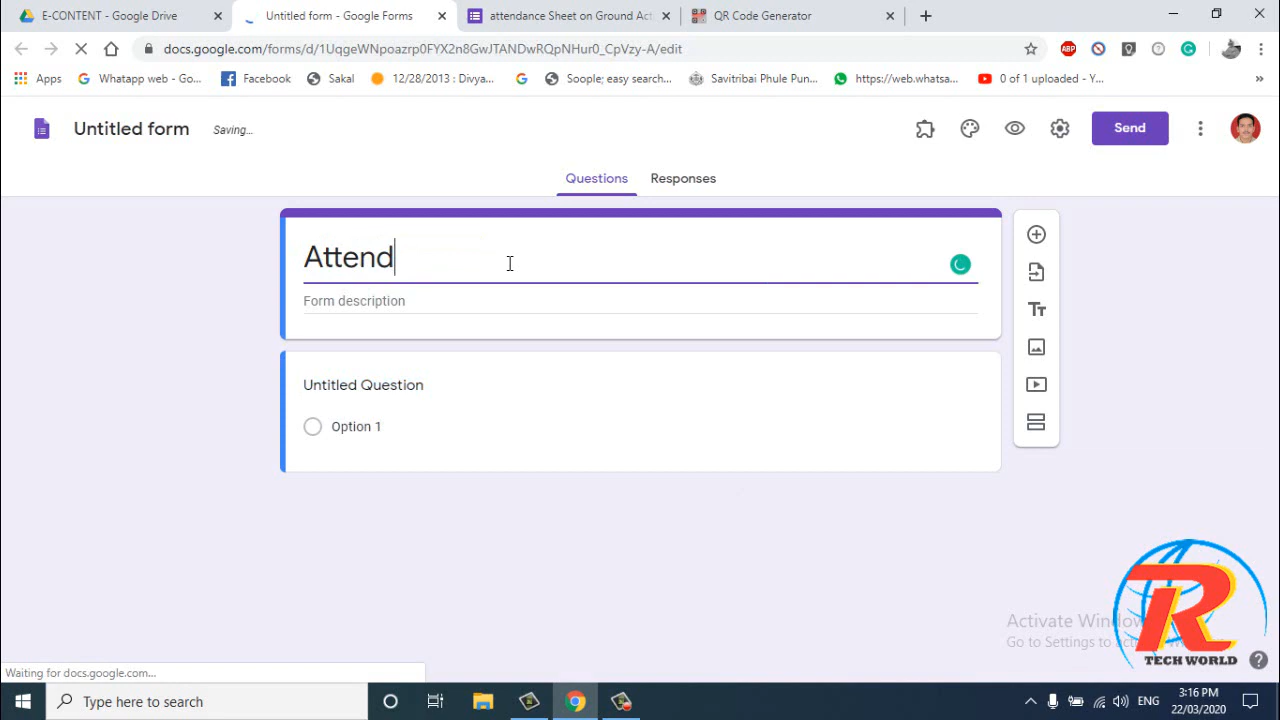 E-CONTENT - Google Drive
Untitled form - Google Forms
attendance Sheet on Ground Act
QR Code Generator
docs.google.com/forms/d/1UqgeWNpoazrp0FYX2n8GwJTANDwRQpNHur0_CpVzy-A/edit
ABP
Apps
Whatapp web - Go...
Facebook
Sakal
12/28/2013 : Divya...
Soople; easy search...
Savitribai Phule Pun...
https://web.whatsa...
0 of 1 uploaded - Y...
Untitled form
Saving...
Send
Questions
Responses
Attend
Form description
Untitled Question
Option 1
Activate Windo
Go to Settings to
TR
TECH WORLD
Waiting for docs.google.com...
Type here to search
ENG
3:16 PM
22/03/2020